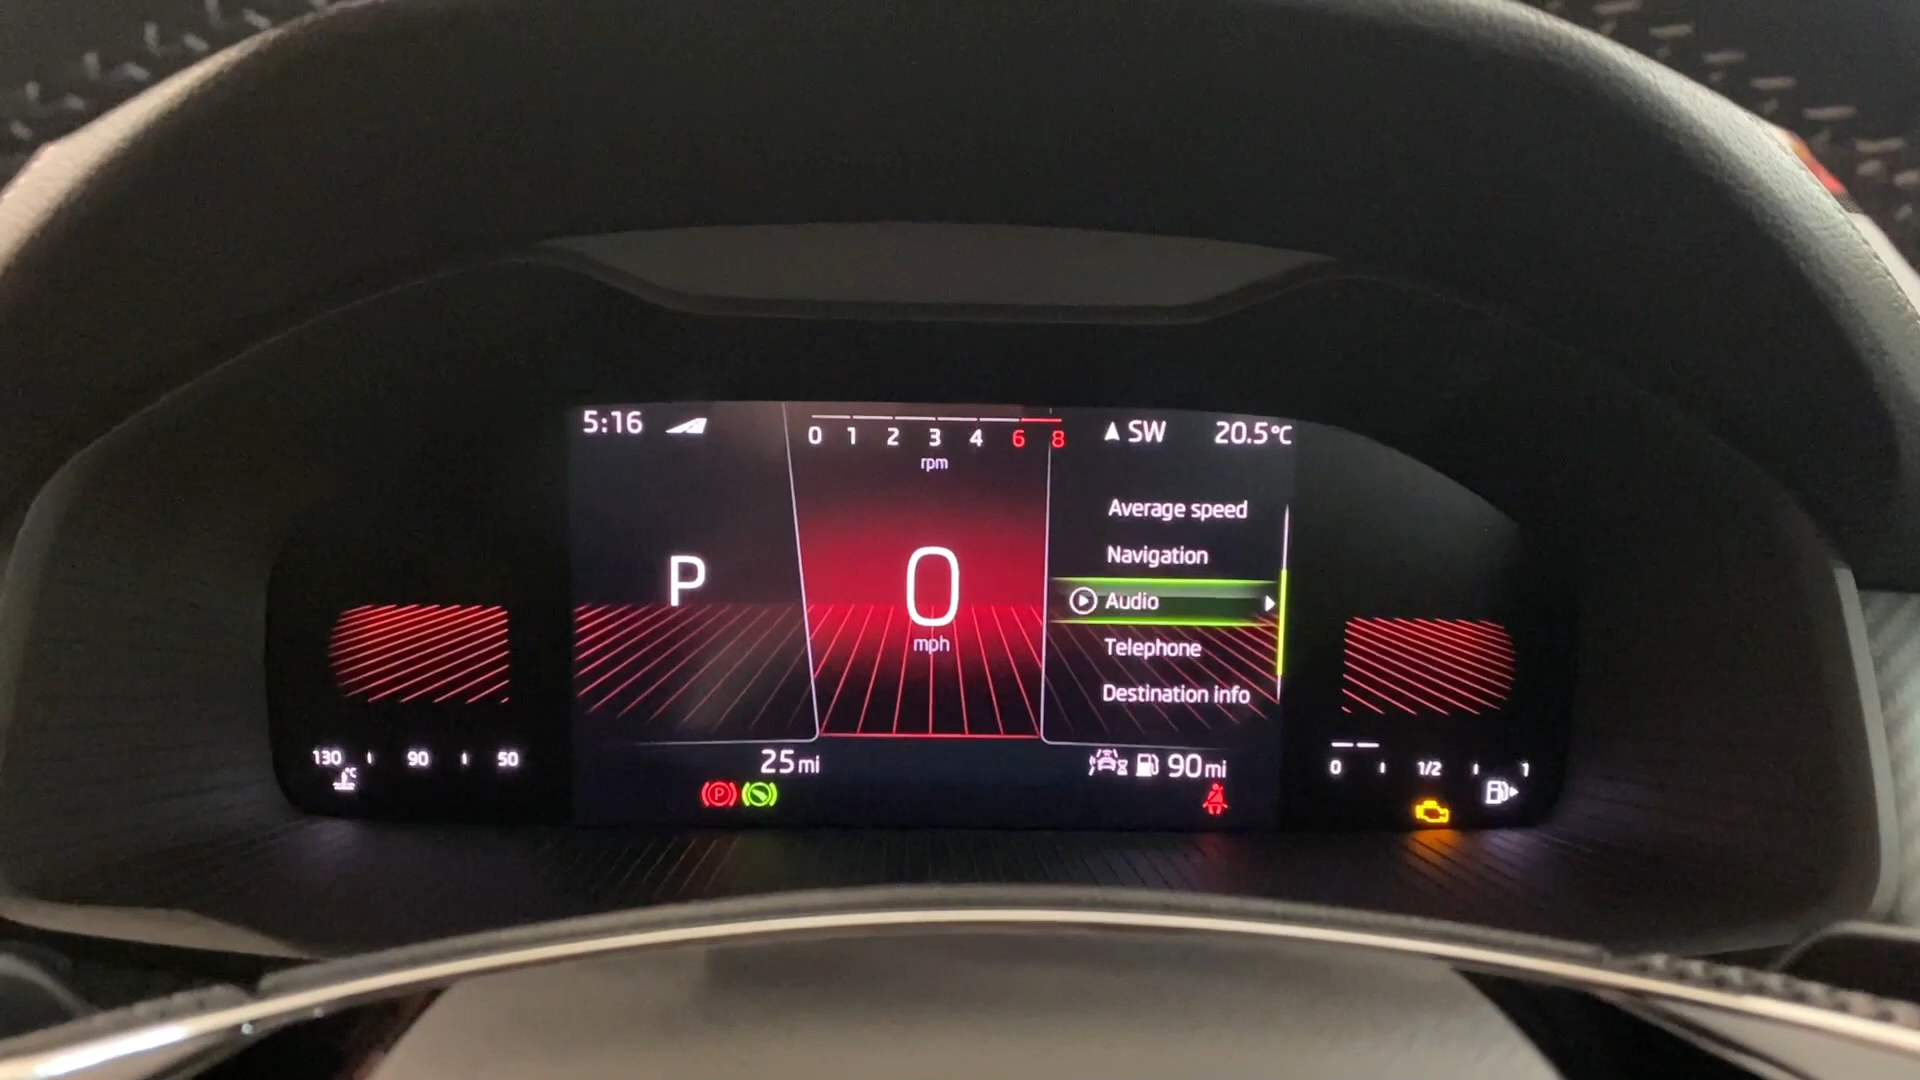 5:16
0 1 2 3 4 6 8
rpm
SW
20.5°C
Average speed
Navigation
Audio
Telephone
Destination info
P
0
mph
130 90 50
°C
25 mi
90 mi
0 1/2 1
P